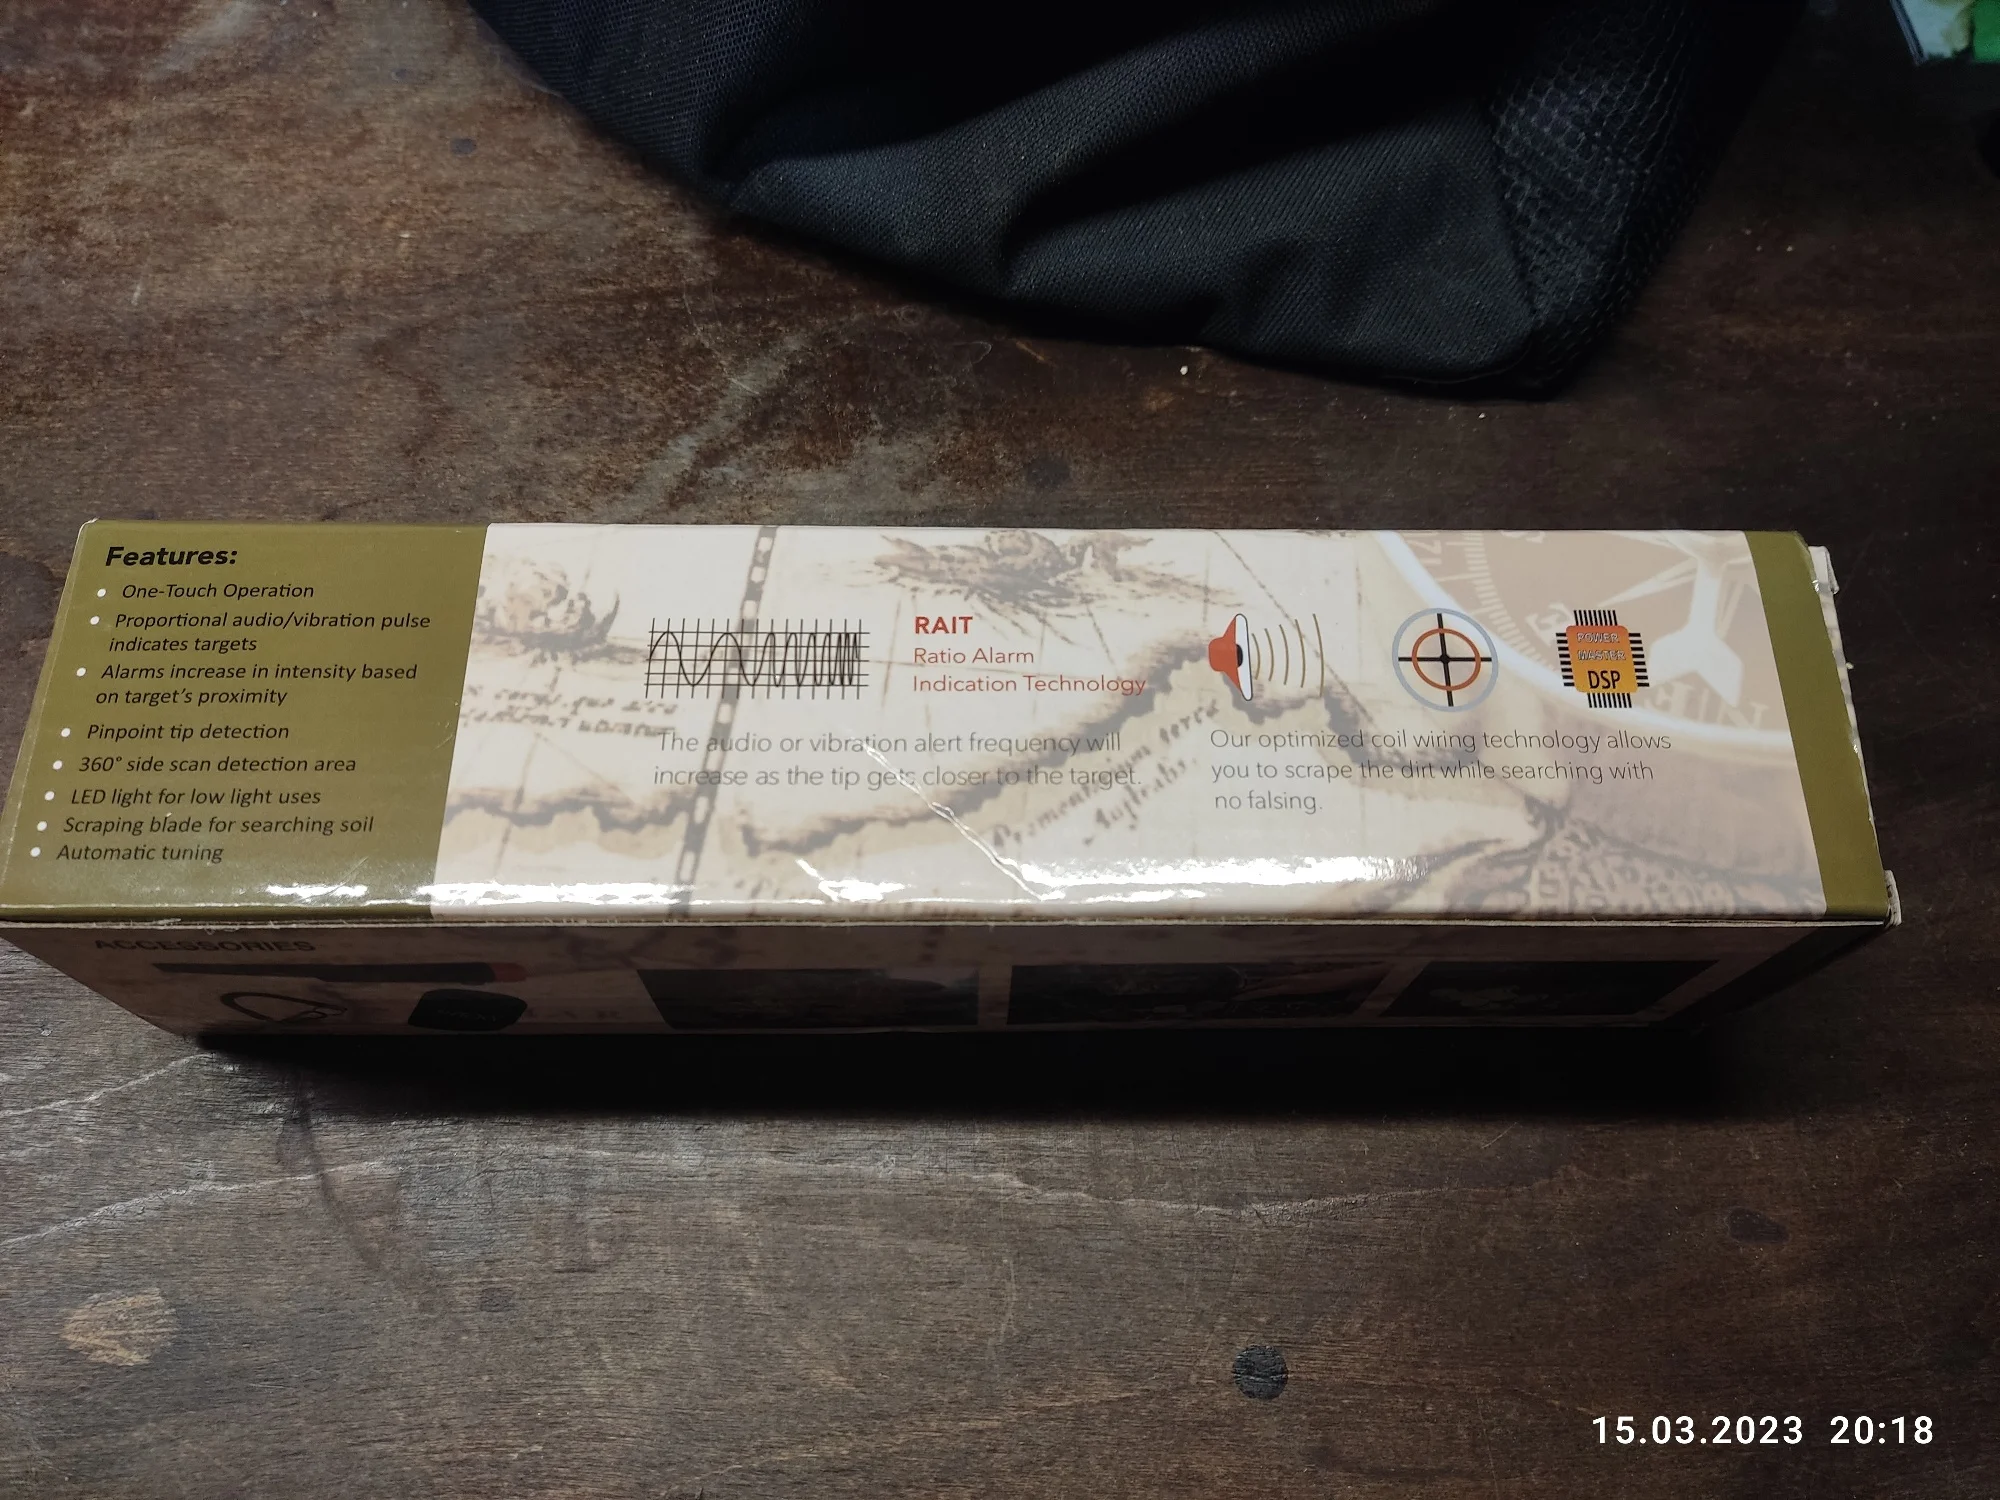 Features:
One-Touch Operation
Proportional audio/vibration pulse
indicates targets
Alarms increase in intensity based
on target's proximity
Pinpoint tip detection
360° side scan detection area
LED light for low light uses
Scraping blade for searching soil
Automatic tuning
RAIT
Ratio Alarm
Indication Technology
The audio or vibration alert frequency will
increase as the tip gets closer to the target.
POWER
MASTER
DSP
Our optimized coil wiring technology allows
you to scrape the dirt while searching with
no falsing.
ACCESSORIES
15.03.2023 20:18